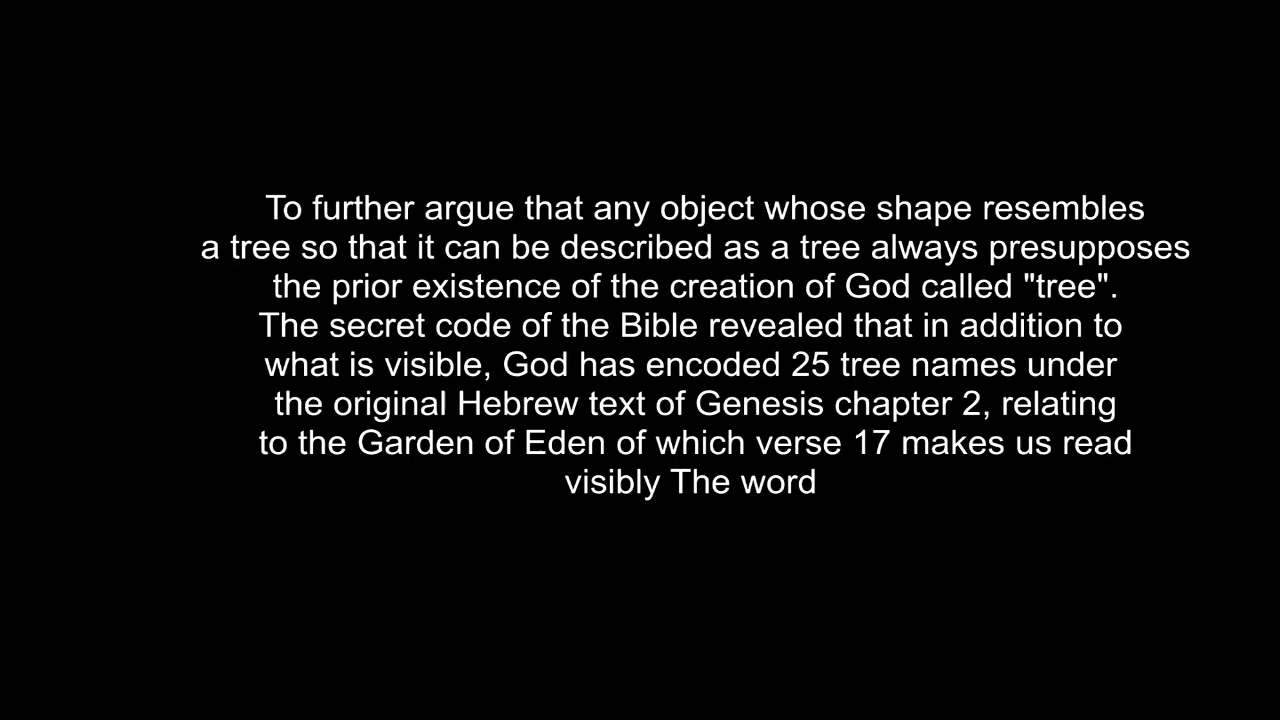 To further argue that any object whose shape resembles
a tree so that it can be described as a tree always presupposes
the prior existence of the creation of God called "tree".
The secret code of the Bible revealed that in addition to
what is visible, God has encoded 25 tree names under
the original Hebrew text of Genesis chapter 2, relating
to the Garden of Eden of which verse 17 makes us read
visibly The word